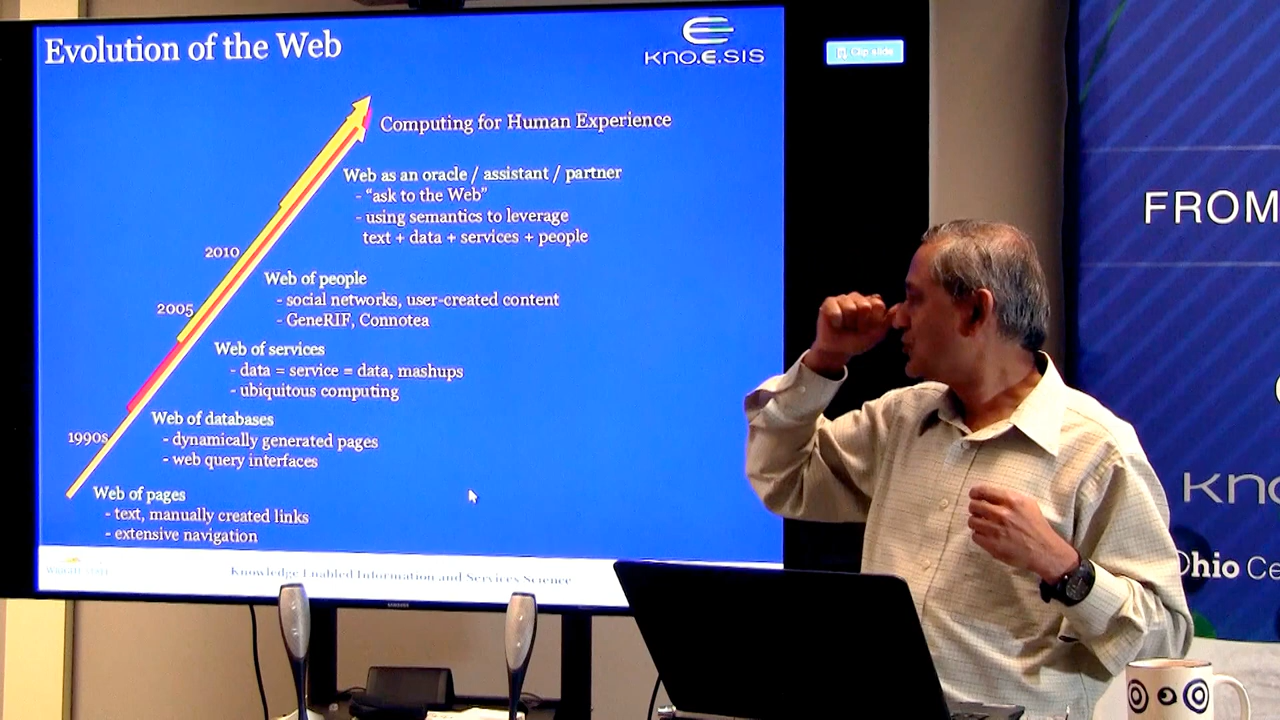 Evolution of the Web
KNO.E.SIS
Clip slide
Computing for Human Experience
Web as an oracle / assistant / partner
- “ask to the Web”
- using semantics to leverage
text + data + services + people
2010
Web of people
- social networks, user-created content
- GeneRIF, Connotea
2005
Web of services
- data = service = data, mashups
- ubiquitous computing
Web of databases
- dynamically generated pages
- web query interfaces
1990s
Web of pages
- text, manually created links
- extensive navigation
Knowledge Enabled Information and Services Science
SAMSUNG
FROM
kno
Ohio Ce